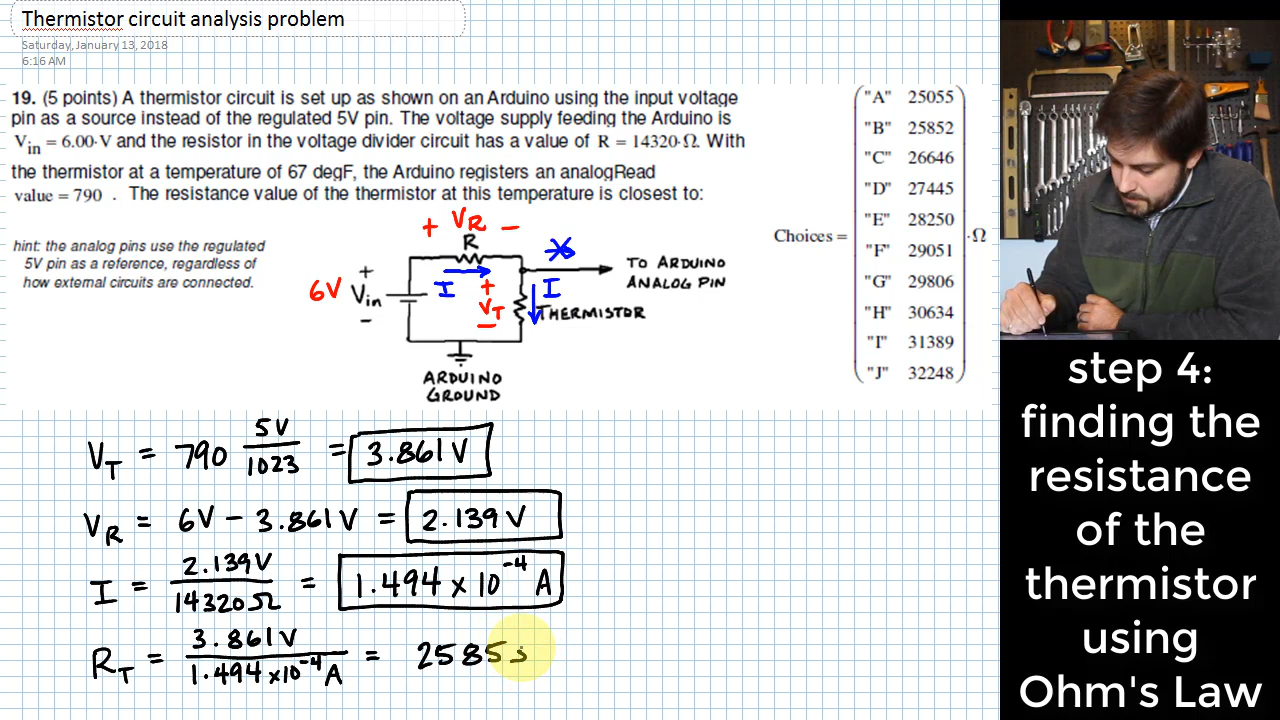 Thermistor circuit analysis problem
Saturday, January 13, 2018
6:16 AM
19. (5 points) A thermistor circuit is set up as shown on an Arduino using the input voltage
pin as a source instead of the regulated 5V pin. The voltage supply feeding the Arduino is
Vin = 6.00·V and the resistor in the voltage divider circuit has a value of R = 14320·Ω. With
the thermistor at a temperature of 67 degF, the Arduino registers an analogRead
value = 790 . The resistance value of the thermistor at this temperature is closest to:
hint: the analog pins use the regulated
5V pin as a reference, regardless of
how external circuits are connected.
+ VR −
R
I
6V
+
Vin
−
+
VT
−
I
THERMISTOR
TO ARDUINO
ANALOG PIN
ARDUINO
GROUND
Choices =
"A" 25055
"B" 25852
"C" 26646
"D" 27445
"E" 28250
"F" 29051
"G" 29806
"H" 30634
"I" 31389
"J" 32248
·Ω
VT = 790 5V/1023 = 3.861V
VR = 6V − 3.861V = 2.139V
I = 2.139V/14320Ω = 1.494 x 10^-4 A
RT = 3.861V/1.494 x10^-4 A = 2585
step 4:
finding the
resistance
of the
thermistor
using
Ohm's Law